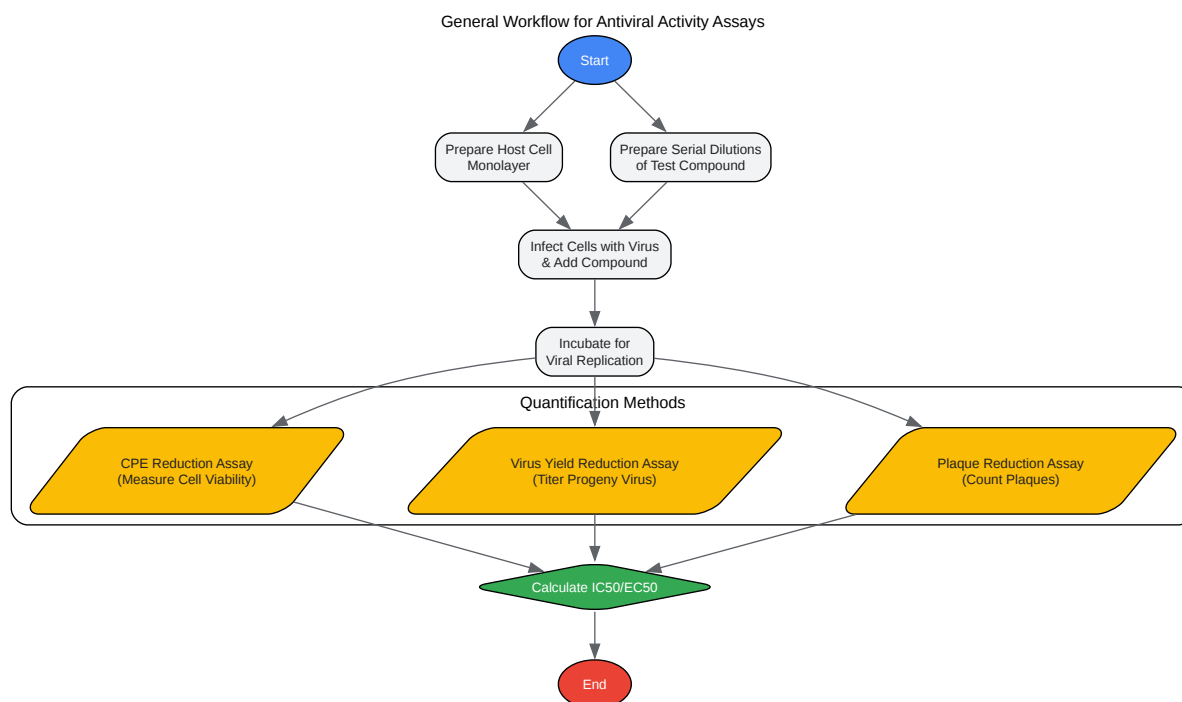 General Workflow for Antiviral Activity Assays
Start
Prepare Host Cell
Monolayer
Prepare Serial Dilutions
of Test Compound
Infect Cells with Virus
& Add Compound
Incubate for
Viral Replication
Quantification Methods
CPE Reduction Assay
(Measure Cell Viability)
Virus Yield Reduction Assay
(Titer Progeny Virus)
Plaque Reduction Assay
(Count Plaques)
Calculate IC50/EC50
End